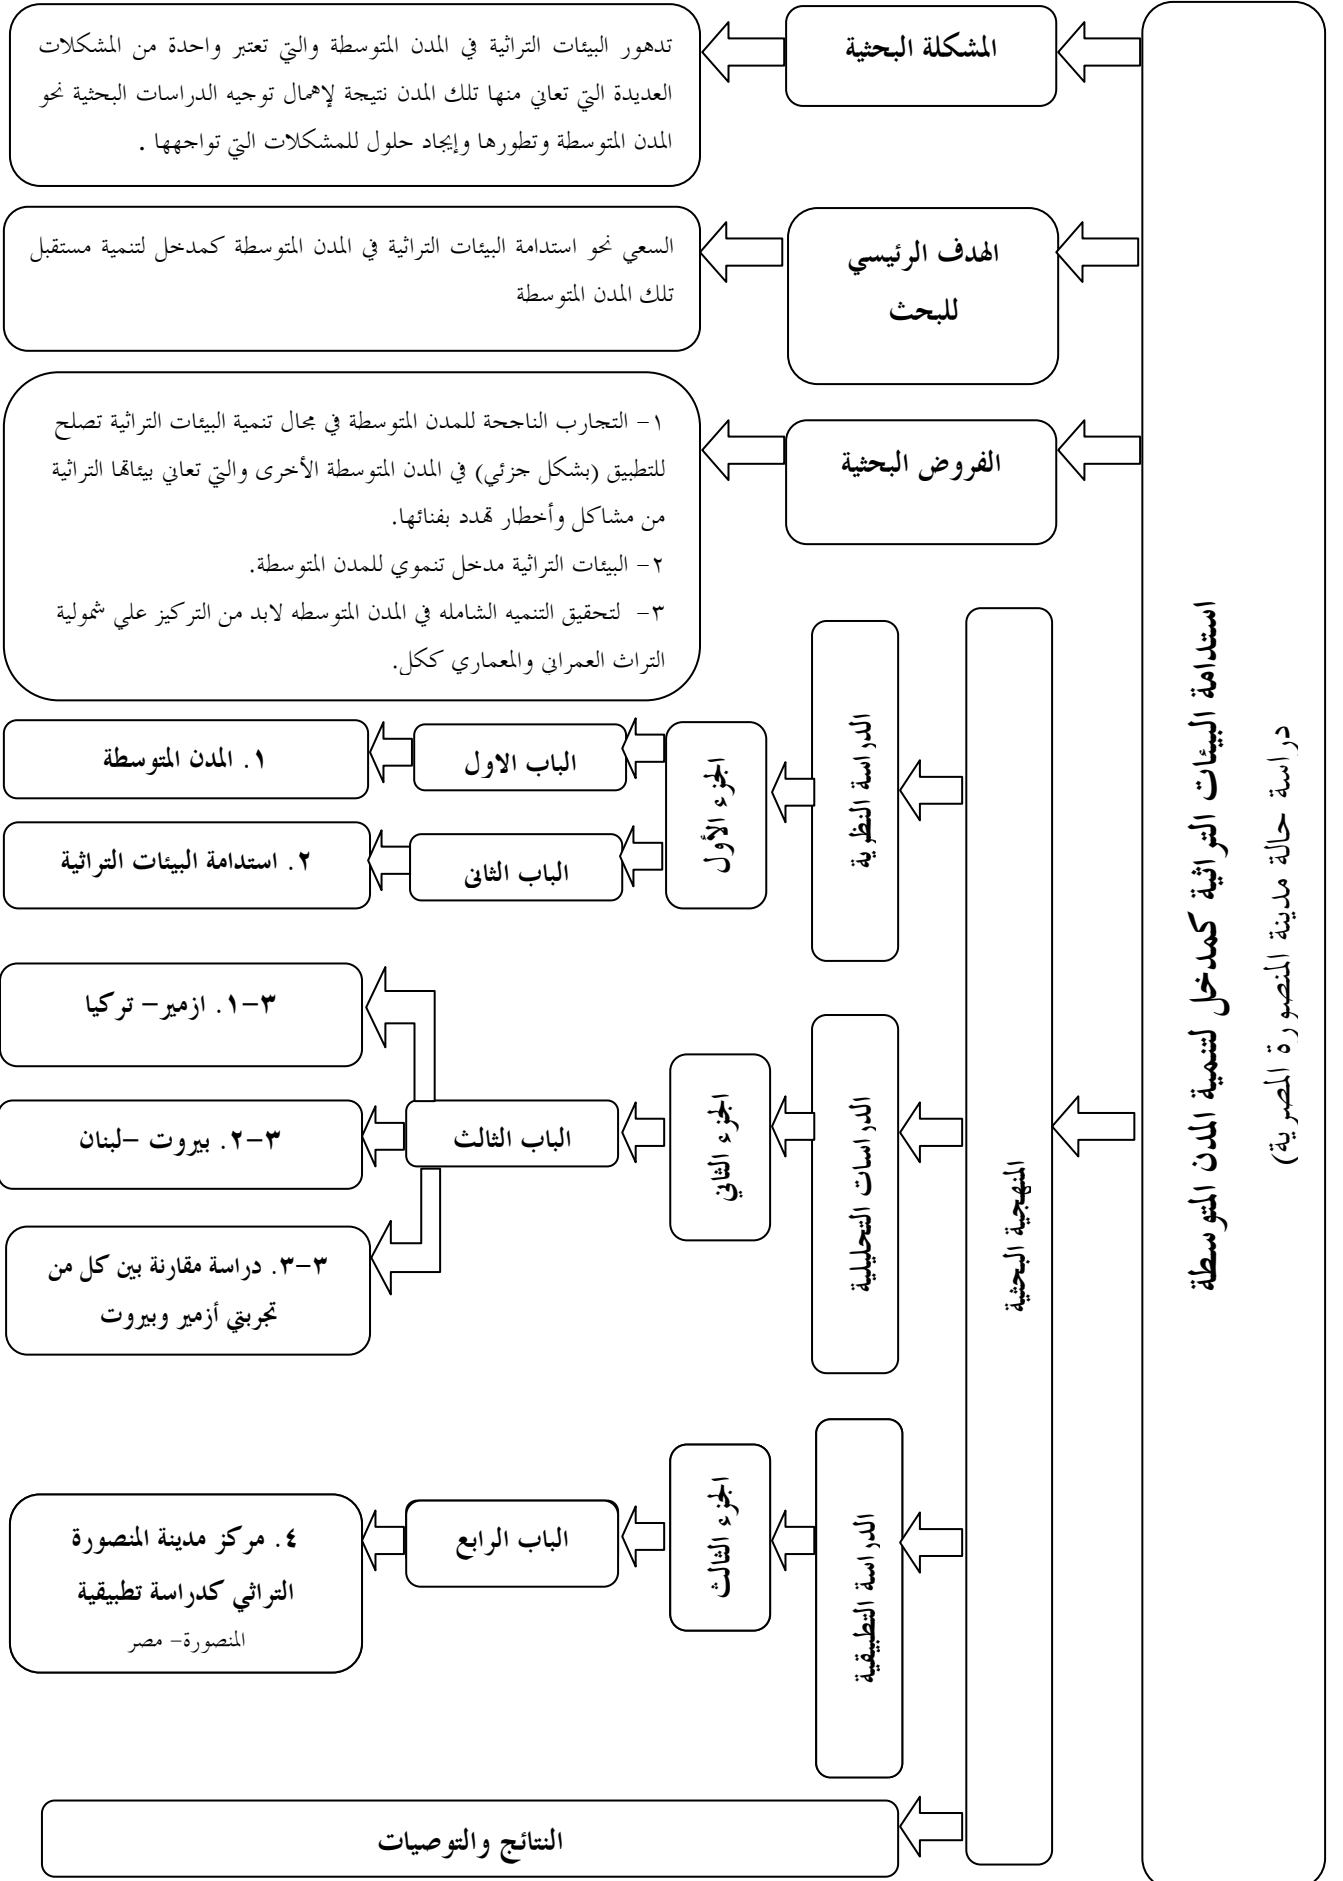 استدامة البيئات التراثية كمدخل لتنمية المدن المتوسطة
دراسة حالة مدينة المنصورة المصرية)
المشكلة البحثية
تدهور البيئات التراثية في المدن المتوسطة والتي تعتبر واحدة من المشكلات
العديدة التي تعاني منها تلك المدن نتيجة لإهمال توجيه الدراسات البحثية نحو
المدن المتوسطة وتطورها وإيجاد حلول للمشكلات التي تواجهها .
الهدف الرئيسي
للبحث
السعي نحو استدامة البيئات التراثية في المدن المتوسطة كمدخل لتنمية مستقبل
تلك المدن المتوسطة
الفروض البحثية
١- التجارب الناجحة للمدن المتوسطة في مجال تنمية البيئات التراثية تصلح
للتطبيق (بشكل جزئي) في المدن المتوسطة الأخرى والتي تعاني بيئاتها التراثية
من مشاكل وأخطار تهدد بفنائها.
٢- البيئات التراثية مدخل تنموي للمدن المتوسطة.
٣- لتحقيق التنميه الشامله في المدن المتوسطه لابد من التركيز علي شمولية
التراث العمراني والمعماري ككل.
المنهجية البحثية
الدراسة النظرية
الجزء الأول
الباب الاول
١. المدن المتوسطة
الباب الثانى
٢. استدامة البيئات التراثية
الدراسات التحليلية
الجزء الثاني
الباب الثالث
٣-١. ازمير- تركيا
٣-٢. بيروت -لبنان
٣-٣. دراسة مقارنة بين كل من
تجربتي أزمير وبيروت
الدراسة التطبيقية
الجزء الثالث
الباب الرابع
٤. مركز مدينة المنصورة
التراثي كدراسة تطبيقية
المنصورة- مصر
النتائج والتوصيات